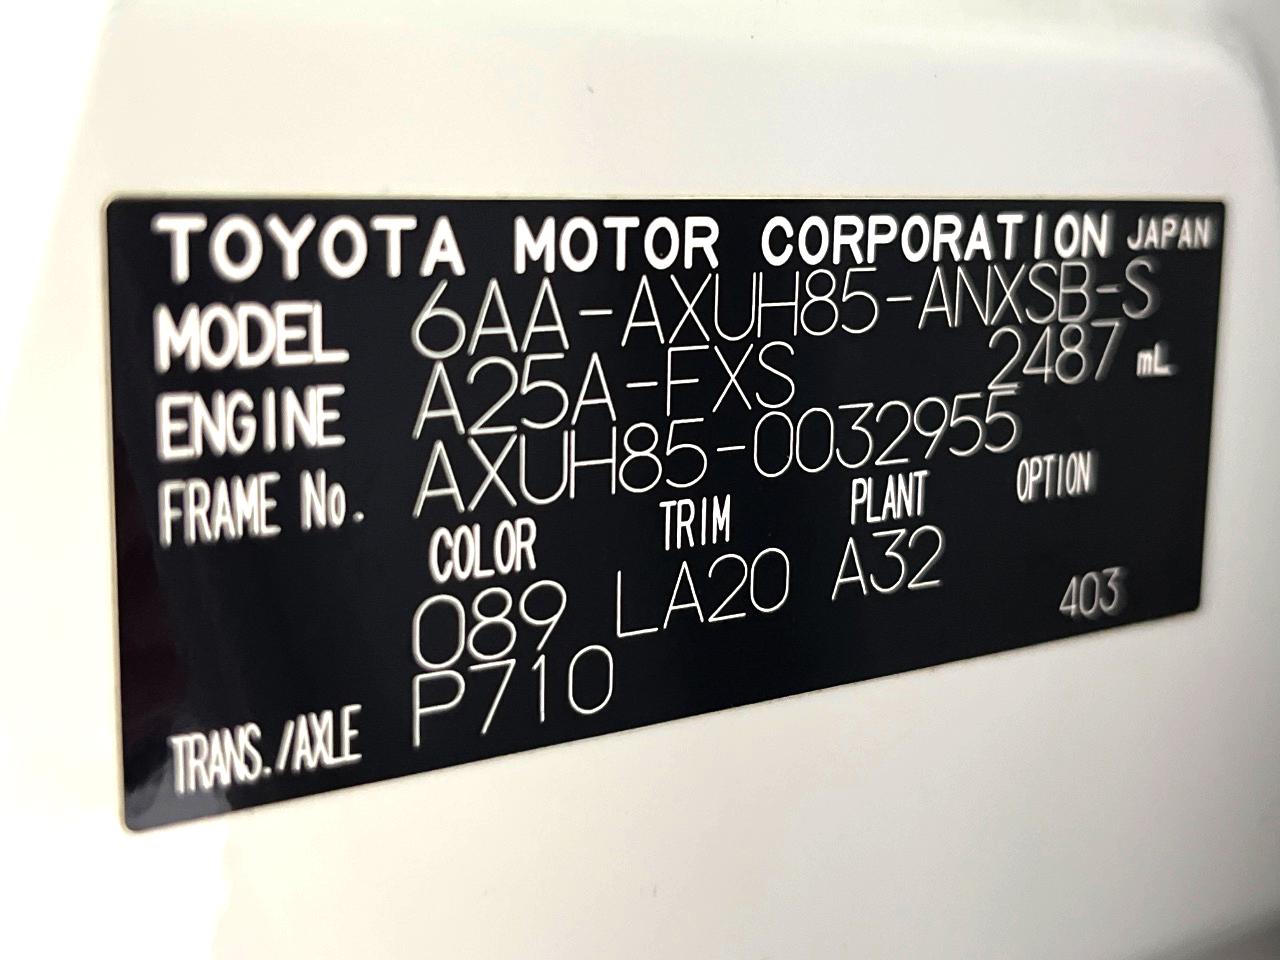 TOYOTA MOTOR CORPORATION JAPAN
MODEL 6AA-AXUH85-ANXSB-S
ENGINE A25A-FXS 2487 mL
FRAME No. AXUH85-0032955
COLOR TRIM PLANT OPTION
089 LA20 A32 403
TRANS./AXLE P710